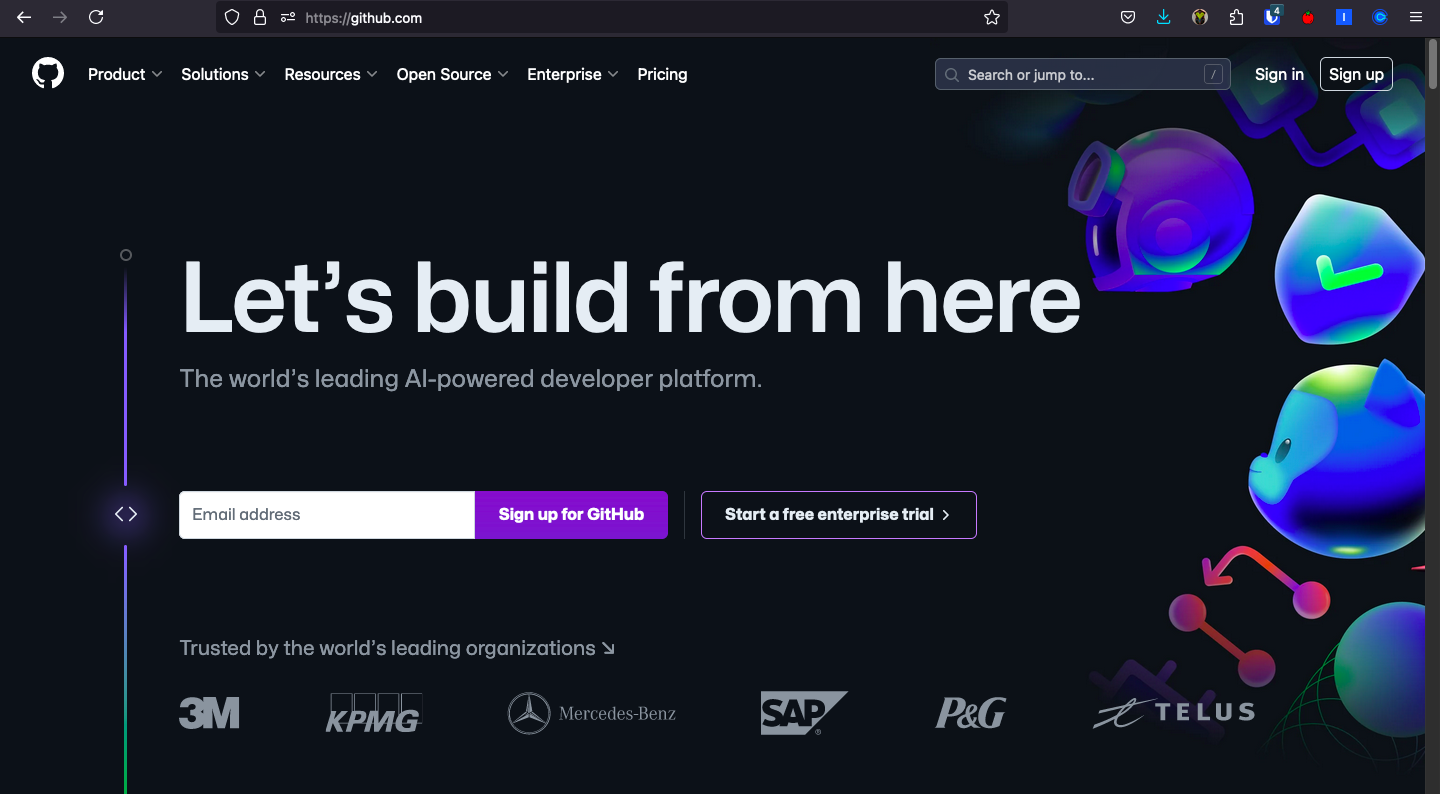 https://github.com
4
Product
Solutions
Resources
Open Source
Enterprise
Pricing
Search or jump to...
/
Sign in
Sign up
Let’s build from here
The world’s leading AI-powered developer platform.
Email address
Sign up for GitHub
Start a free enterprise trial
Trusted by the world’s leading organizations
3M
KPMG
Mercedes-Benz
SAP
P&G
TELUS